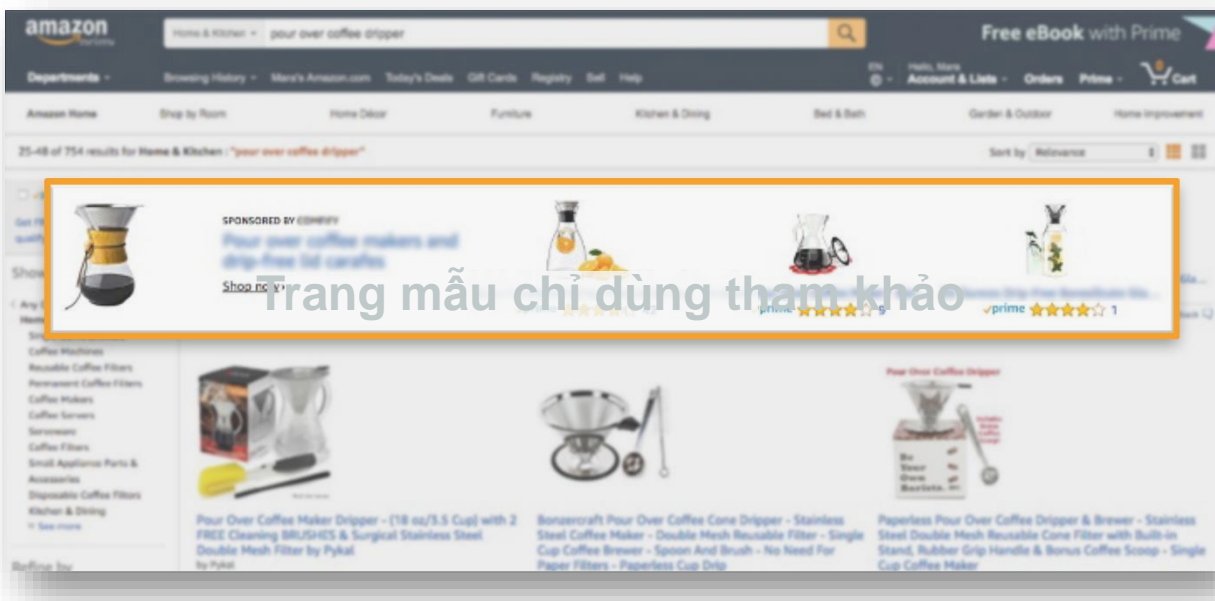 amazon
Home & Kitchen
pour over coffee dripper
Free eBook with Prime
Departments
Browsing History
Mara's Amazon.com
Today's Deals
Gift Cards
Registry
Sell
Help
EN
Hello, Mara
Account & Lists
Orders
Prime
0
Cart
Amazon Home
Shop by Room
Home Décor
Furniture
Kitchen & Dining
Bed & Bath
Garden & Outdoor
Home Improvement
25-48 of 754 results for Home & Kitchen : "pour over coffee dripper"
Sort by Relevance
SPONSORED BY
Pour over coffee makers and
drip-free lid carafes
Shop now ›
Trang mẫu chỉ dùng tham khảo
prime 9
prime 1
Coffee Machines
Reusable Coffee Filters
Permanent Coffee Filters
Coffee Makers
Coffee Servers
Serveware
Coffee Filters
Small Appliance Parts &
Accessories
Disposable Coffee Filters
Kitchen & Dining
See more
Refine by
Pour Over Coffee Maker Dripper - (18 oz/3.5 Cup) with 2
FREE Cleaning BRUSHES & Surgical Stainless Steel
Double Mesh Filter by Pykal
by Pykal
Bonzercraft Pour Over Coffee Cone Dripper - Stainless
Steel Coffee Maker - Double Mesh Reusable Filter - Single
Cup Coffee Brewer - Spoon And Brush - No Need For
Paper Filters - Paperless Cup Drip
Pour Over Coffee Dripper
Be
Your
Own
Barista.
Paperless Pour Over Coffee Dripper & Brewer - Stainless
Steel Double Mesh Reusable Cone Filter with Built-in
Stand, Rubber Grip Handle & Bonus Coffee Scoop - Single
Cup Coffee Maker